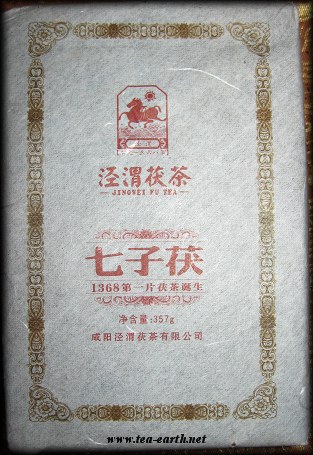 泾渭茯茶
JINGWEI FU TEA
七子茯
1368第一片茯茶诞生
净含量:357g
咸阳泾渭茯茶有限公司
www.tea-earth.net